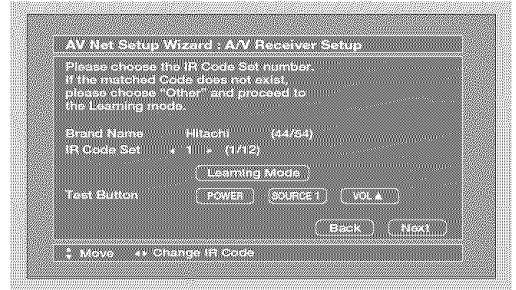 AV Net Setup Wizard : A/V Receiver Setup
Please choose the IR Code Set number.
If the matched Code does not exist,
please choose "Other" and proceed to
the Learning mode.
Brand Name Hitachi (44/54)
IR Code Set ◂ 1 ▸ (1/12)
Learning Mode
Test Button POWER SOURCE 1 VOL ▲
Back Next
▲▼ Move ◂▸ Change IR Code